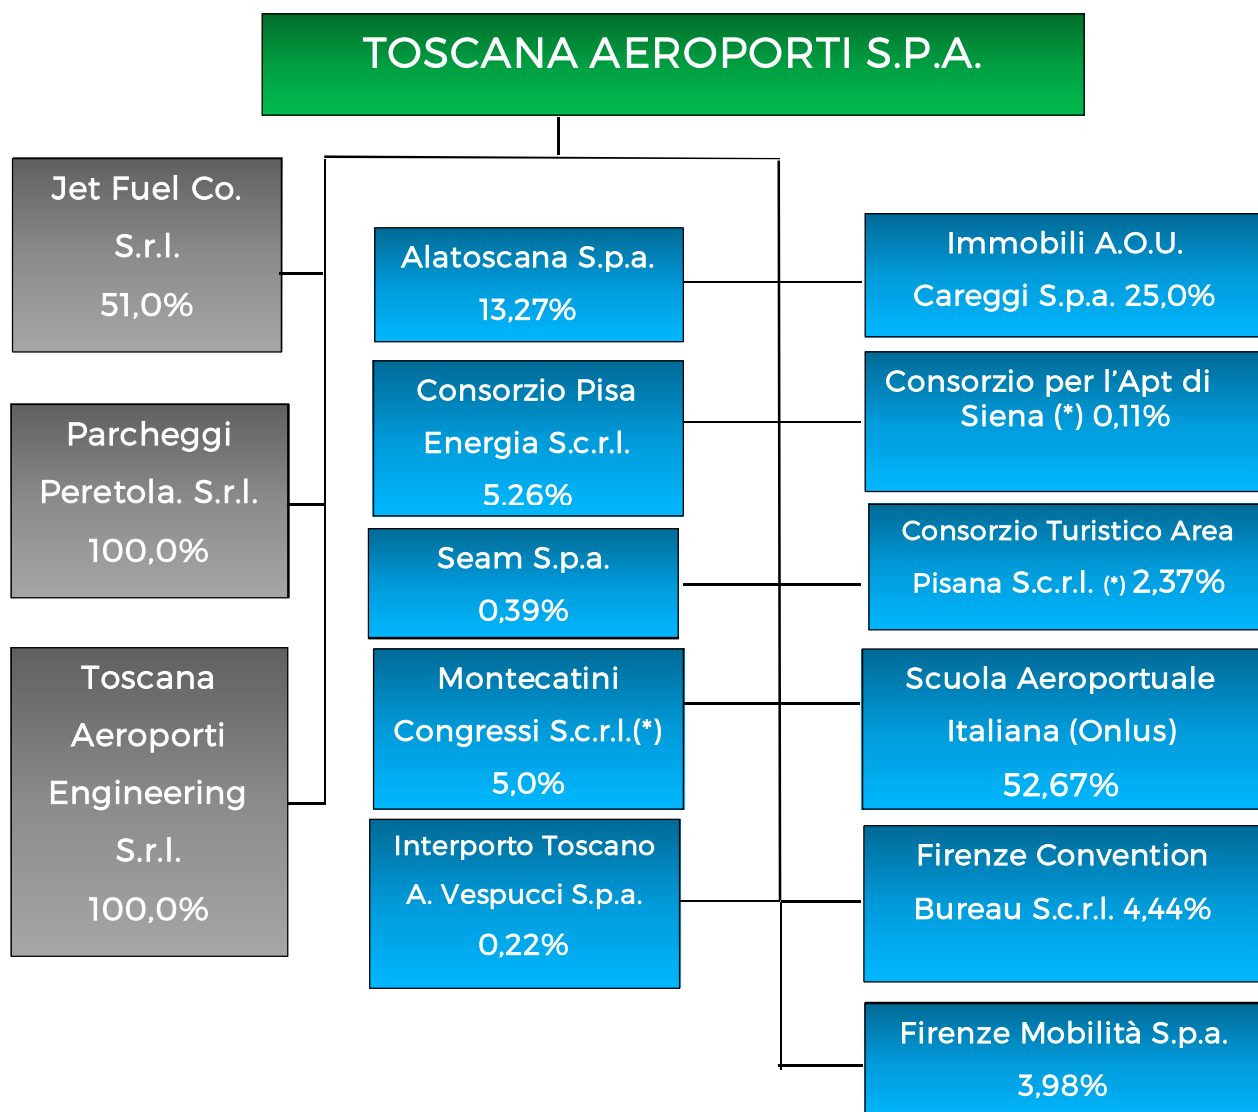 TOSCANA AEROPORTI S.P.A.
Jet Fuel Co.
S.r.l.
51,0%
Parcheggi
Peretola. S.r.l.
100,0%
Toscana
Aeroporti
Engineering
S.r.l.
100,0%
Alatoscana S.p.a.
13,27%
Consorzio Pisa
Energia S.c.r.l.
5.26%
Seam S.p.a.
0,39%
Montecatini
Congressi S.c.r.l.(*)
5,0%
Interporto Toscano
A. Vespucci S.p.a.
0,22%
Immobili A.O.U.
Careggi S.p.a. 25,0%
Consorzio per l'Apt di
Siena (*) 0,11%
Consorzio Turistico Area
Pisana S.c.r.l. (*) 2,37%
Scuola Aeroportuale
Italiana (Onlus)
52,67%
Firenze Convention
Bureau S.c.r.l. 4,44%
Firenze Mobilità S.p.a.
3,98%